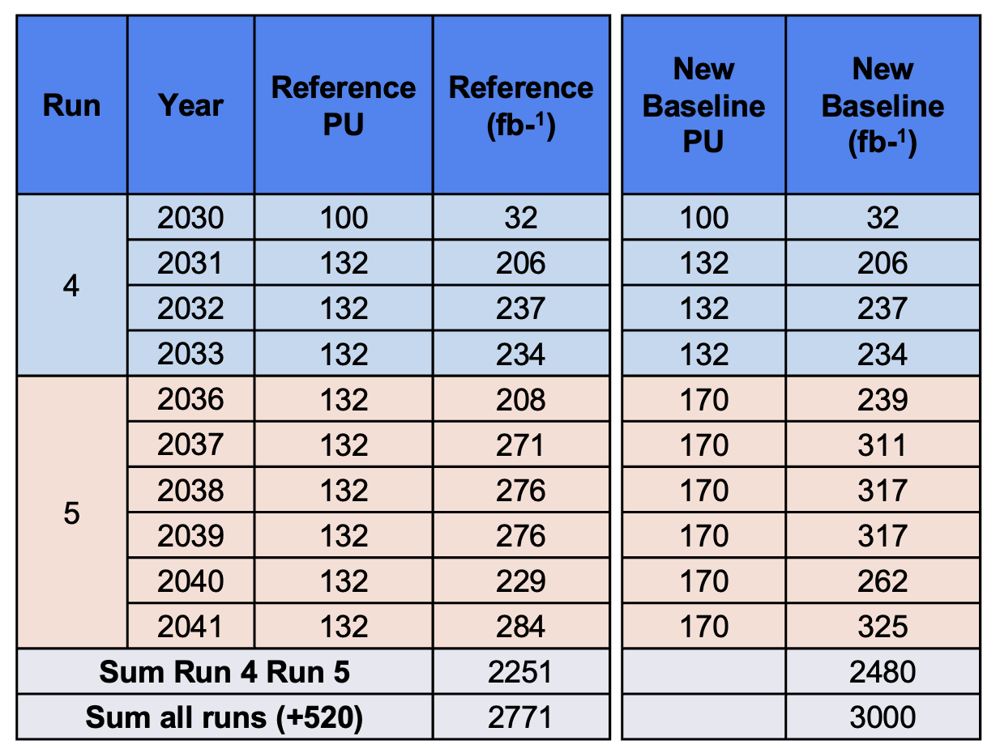 Run Year Reference PU Reference (fb-¹) New Baseline PU New Baseline (fb-¹)
4 2030 100 32 100 32
2031 132 206 132 206
2032 132 237 132 237
2033 132 234 132 234
5 2036 132 208 170 239
2037 132 271 170 311
2038 132 276 170 317
2039 132 276 170 317
2040 132 229 170 262
2041 132 284 170 325
Sum Run 4 Run 5 2251 2480
Sum all runs (+520) 2771 3000